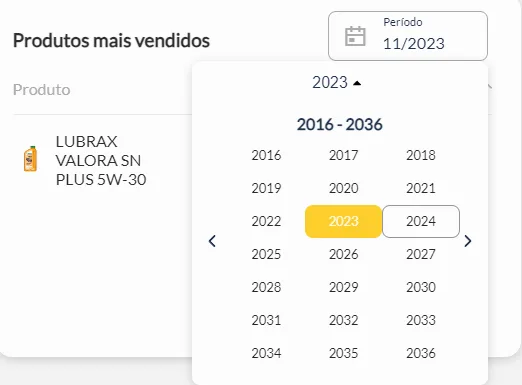 Produtos mais vendidos
Período
11/2023
Produto
2023
2016 - 2036
2016 2017 2018
LUBRAX
VALORA SN
PLUS 5W-30
2019 2020 2021
2022 2023 2024
2025 2026 2027
2028 2029 2030
2031 2032 2033
2034 2035 2036